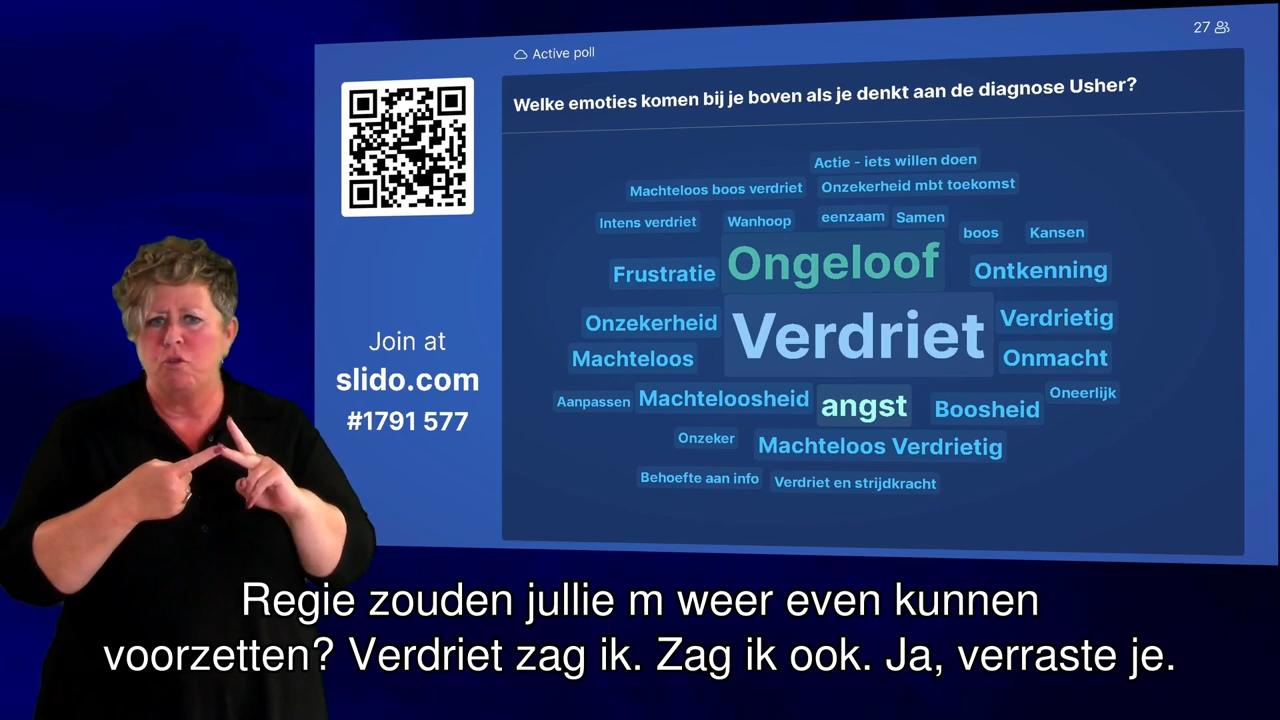 27
Active poll
Welke emoties komen bij je boven als je denkt aan de diagnose Usher?
Actie - iets willen doen
Machteloos boos verdriet
Onzekerheid mbt toekomst
Intens verdriet
Wanhoop
eenzaam
Samen
boos
Kansen
Frustratie
Ongeloof
Ontkenning
Onzekerheid
Verdriet
Verdrietig
Machteloos
Onmacht
Aanpassen
Machteloosheid
angst
Boosheid
Oneerlijk
Onzeker
Machteloos Verdrietig
Behoefte aan info
Verdriet en strijdkracht
Join at
slido.com
#1791 577
Regie zouden jullie m weer even kunnen
voorzetten? Verdriet zag ik. Zag ik ook. Ja, verraste je.